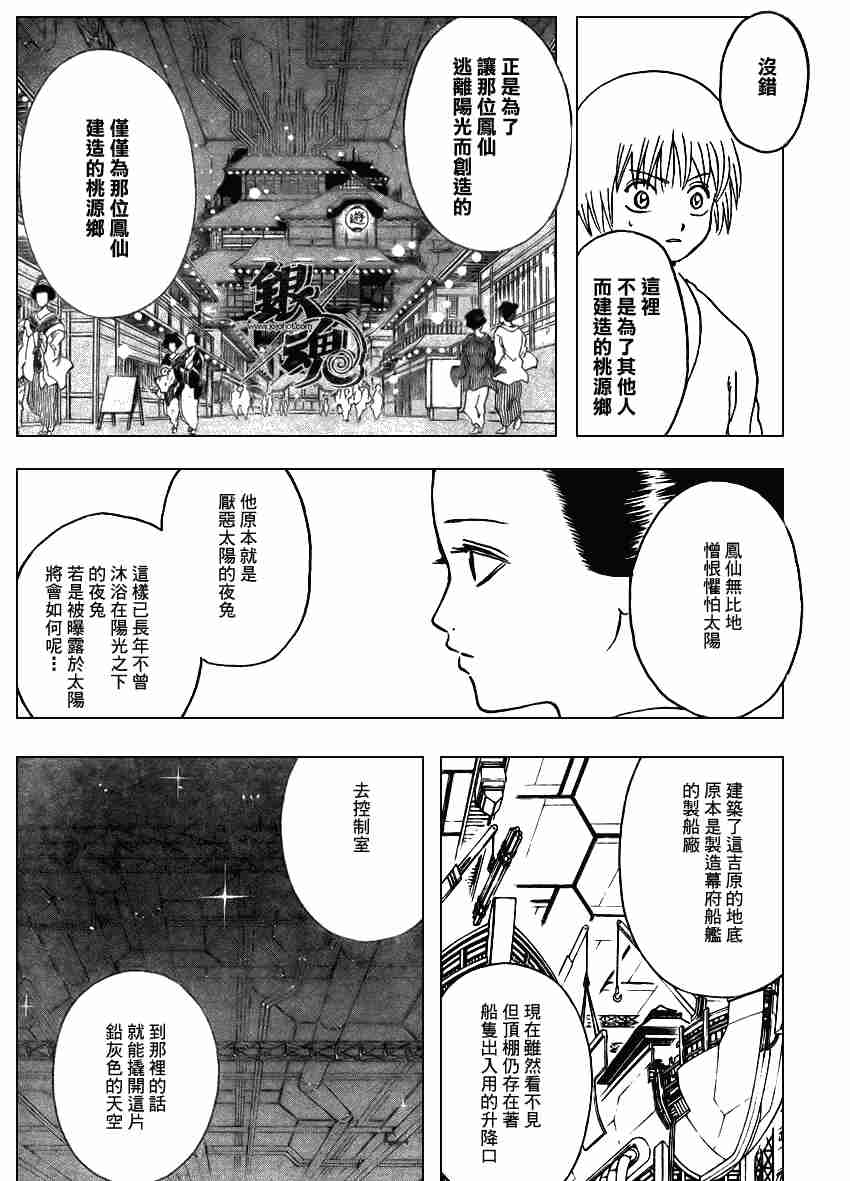 沒錯
這裡
不是為了其他人
而建造的桃源鄉
正是為了
讓那位鳳仙
逃離陽光而創造的
僅僅為那位鳳仙
建造的桃源鄉
遊
銀魂
www.jojohot.com
鳳仙無比地
憎恨懼怕太陽
他原本就是
厭惡太陽的夜兔
這樣已長年不曾
沐浴在陽光之下
的夜兔
若是被曝露於太陽
將會如何呢…
建築了這吉原的地底
原本是製造幕府船艦
的製船廠
現在雖然看不見
但頂棚仍存在著
船隻出入用的升降口
去控制室
到那裡的話
就能撬開這片
鉛灰色的天空